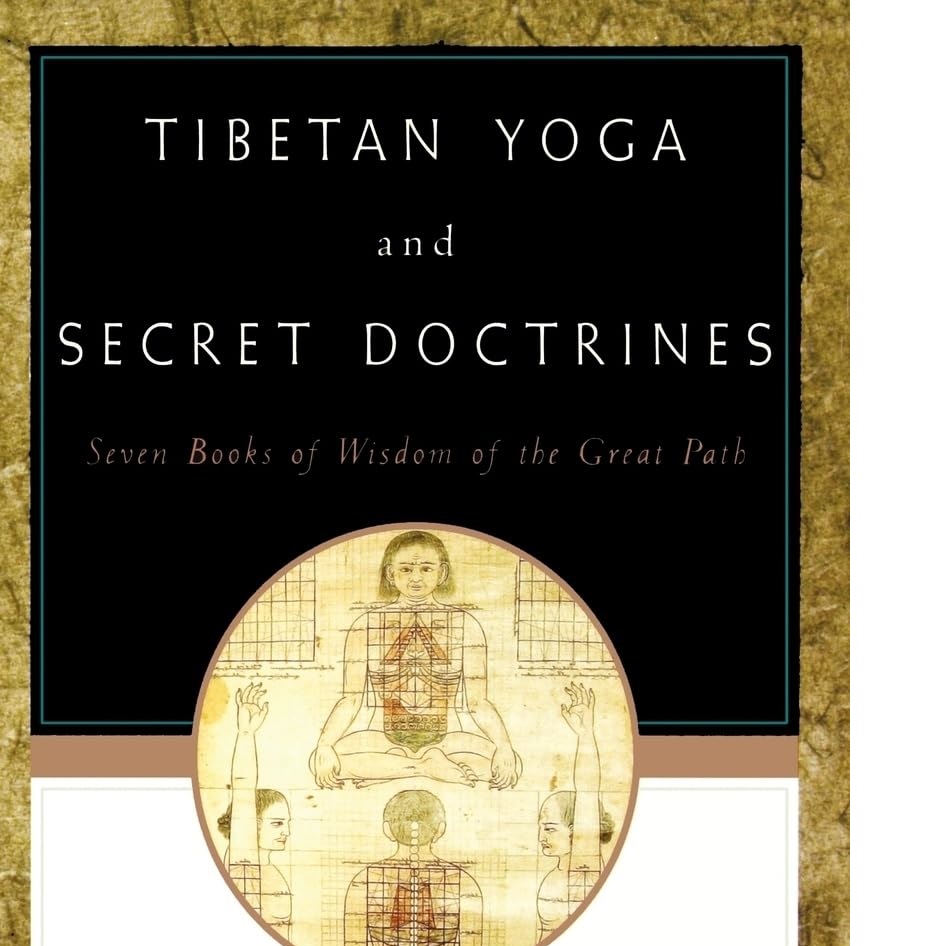 TIBETAN YOGA
and
SECRET DOCTRINES
Seven Books of Wisdom of the Great Path